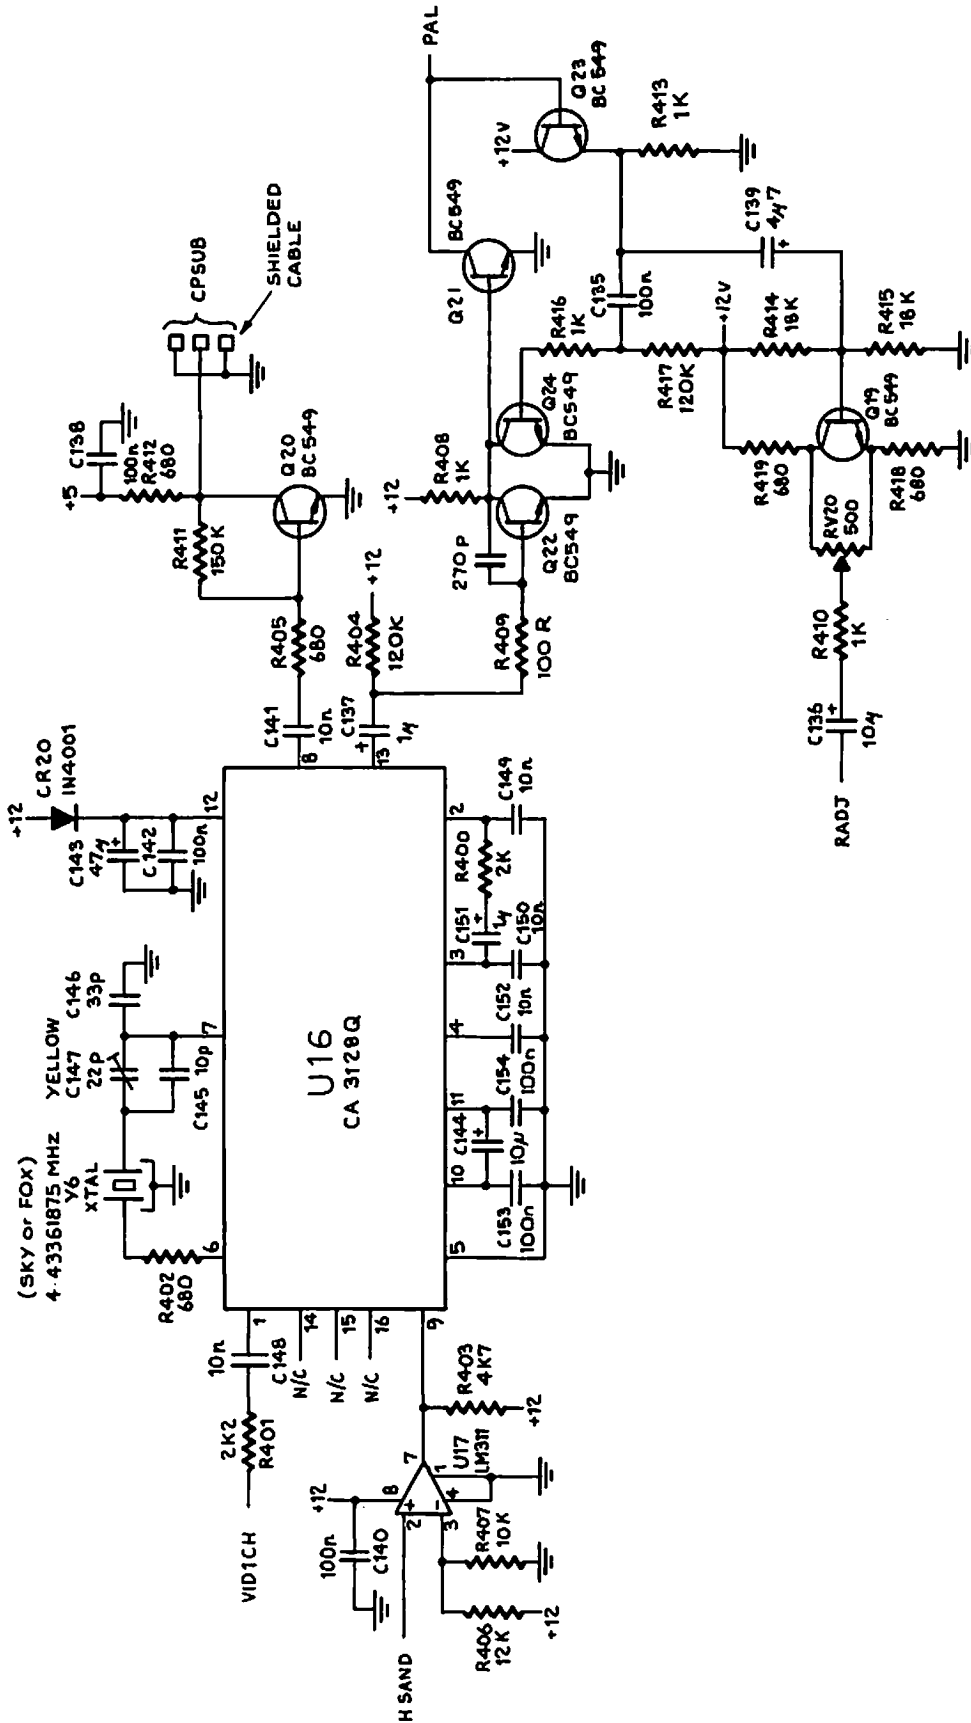 (SKY or FOX)
4.43361875 MHz
Y6
XTAL
YELLOW
C147
22P
C146
33P
C145 10p
R402
680
+12
CR20
IN4001
C143
47µ
+
C142
100n
6
7
12
10n
C148
2K2
R401
VID1CH
1
N/C
14
N/C
15
N/C
16
9
U16
CA 3128Q
5
10
11
4
3
2
8
13
C153
100n
C144
+
10µ
C154
100n
C152
10n
C151
+
1µ
C150
10n
R400
2K
C149
10n
H SAND
100n
C140
+12
8
2
+
3
-
4
1
7
U17
LM311
R403
4K7
+12
R407
10K
R406
12K
+12
C141
10n
R405
680
R411
150K
+5
C138
100n
R412
680
Q20
BC549
CPSUB
SHIELDED
CABLE
C137
+
1µ
R404
120K
+12
R409
100R
270P
+12
R408
1K
Q22
BC549
Q24
BC549
Q21
BC549
PAL
Q23
BC549
+12V
R413
1K
R416
1K
C135
100n
R417
120K
+12V
R414
18K
C139
4µ7
+
R415
18K
Q19
BC549
R419
680
R418
680
RV20
500
R410
1K
C136
+
10µ
RADJ